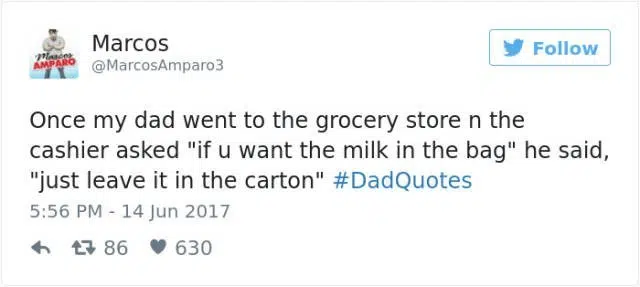 Marcos
@MarcosAmparo3
Follow
Marcos
AMPARO
Once my dad went to the grocery store n the
cashier asked "if u want the milk in the bag" he said,
"just leave it in the carton" #DadQuotes
5:56 PM - 14 Jun 2017
86 630